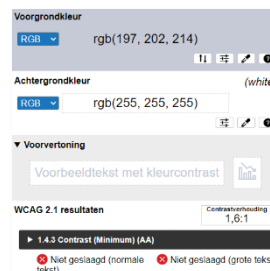 Voorgrondkleur
RGB rgb(197, 202, 214)
Achtergrondkleur (white
RGB rgb(255, 255, 255)
▼ Voorvertoning
Voorbeeldtekst met kleurcontrast
WCAG 2.1 resultaten
Contrastverhouding
1,6:1
▶ 1.4.3 Contrast (Minimum) (AA)
Niet geslaagd (normale tekst)
Niet geslaagd (grote teks